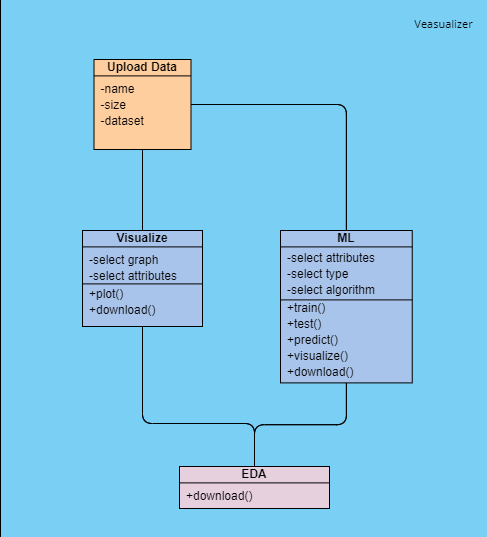 Veasualizer
Upload Data
-name
-size
-dataset
Visualize
-select graph
-select attributes
+plot()
+download()
ML
-select attributes
-select type
-select algorithm
+train()
+test()
+predict()
+visualize()
+download()
EDA
+download()